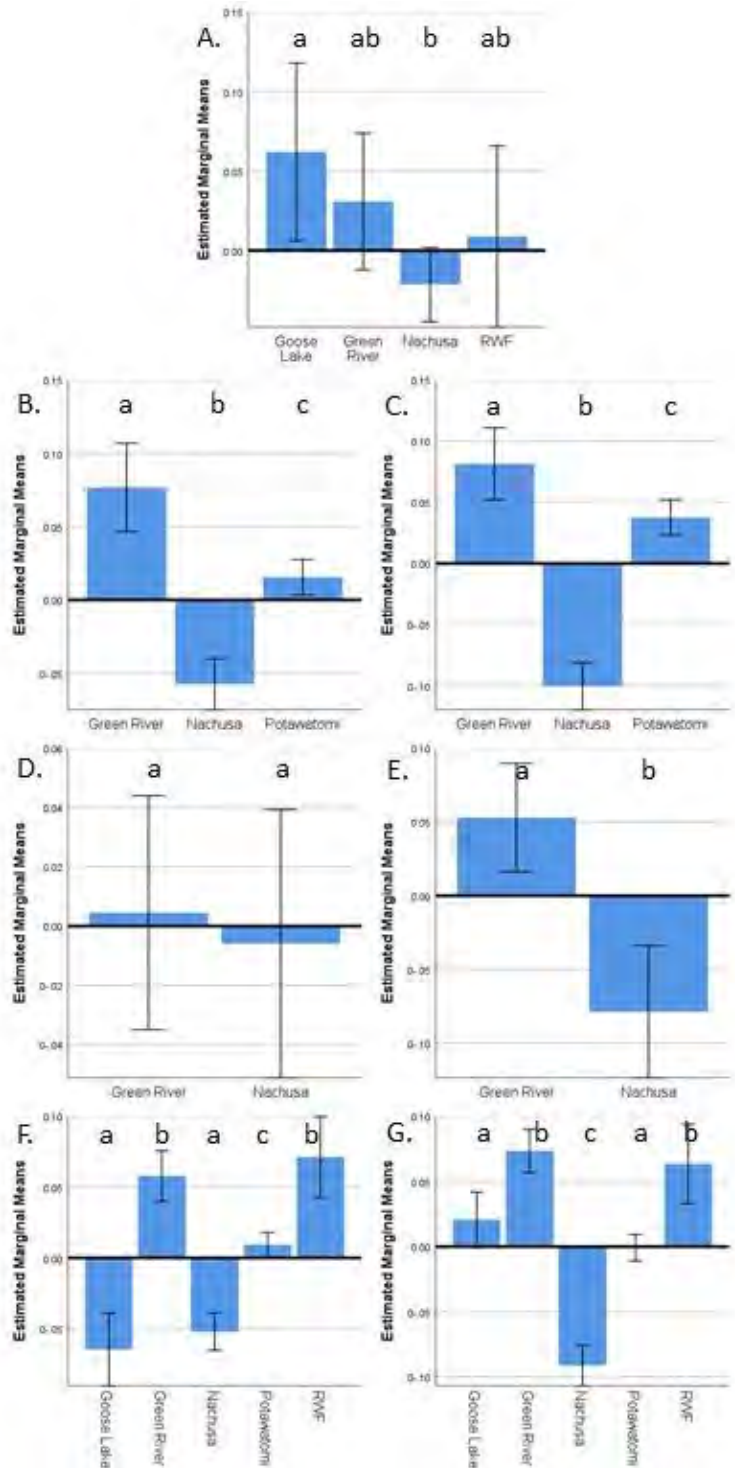 A.
a ab b ab
Estimated Marginal Means
0.15
0.10
0.05
0.00
Goose Lake
Green River
Nachusa
RWF
B.
a b c
Estimated Marginal Means
0.15
0.10
0.05
0.00
0-.05
Green River
Nachusa
Potawatomi
C.
a b c
Estimated Marginal Means
0.15
0.10
0.05
0.00
0-.05
0-.10
Green River
Nachusa
Potawatomi
D.
a a
Estimated Marginal Means
0.06
0.04
0.02
0.00
0-.02
0-.04
Green River
Nachusa
E.
a b
Estimated Marginal Means
0.10
0.05
0.00
0-.05
0-.10
Green River
Nachusa
F.
a b a c b
Estimated Marginal Means
0.10
0.05
0.00
0-.05
Goose Lake
Green River
Nachusa
Potawatomi
RWF
G.
a b c a b
Estimated Marginal Means
0.10
0.05
0.00
0-.05
0-.10
Goose Lake
Green River
Nachusa
Potawatomi
RWF